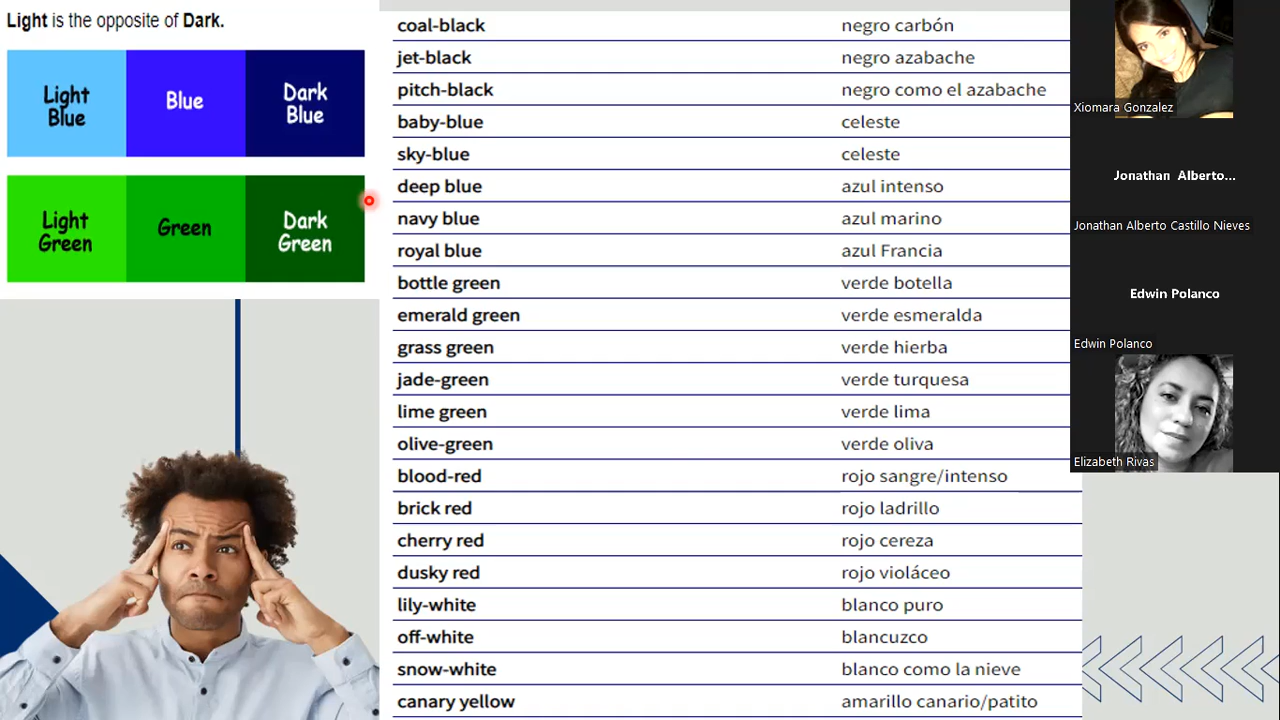 Light is the opposite of Dark.
Light
Blue
Blue
Dark
Blue
Light
Green
Green
Dark
Green
coal-black negro carbón
jet-black negro azabache
pitch-black negro como el azabache
baby-blue celeste
sky-blue celeste
deep blue azul intenso
navy blue azul marino
royal blue azul Francia
bottle green verde botella
emerald green verde esmeralda
grass green verde hierba
jade-green verde turquesa
lime green verde lima
olive-green verde oliva
blood-red rojo sangre/intenso
brick red rojo ladrillo
cherry red rojo cereza
dusky red rojo violáceo
lily-white blanco puro
off-white blancuzco
snow-white blanco como la nieve
canary yellow amarillo canario/patito
Xiomara Gonzalez
Jonathan Alberto...
Jonathan Alberto Castillo Nieves
Edwin Polanco
Edwin Polanco
Elizabeth Rivas